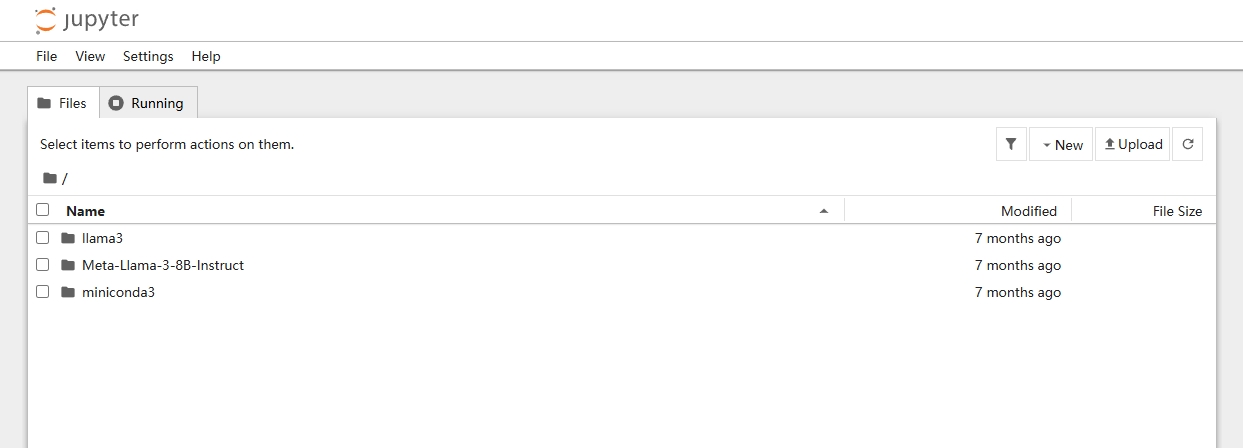 jupyter
File View Settings Help
Files Running
Select items to perform actions on them.
New Upload
/
Name Modified File Size
llama3 7 months ago
Meta-Llama-3-8B-Instruct 7 months ago
miniconda3 7 months ago